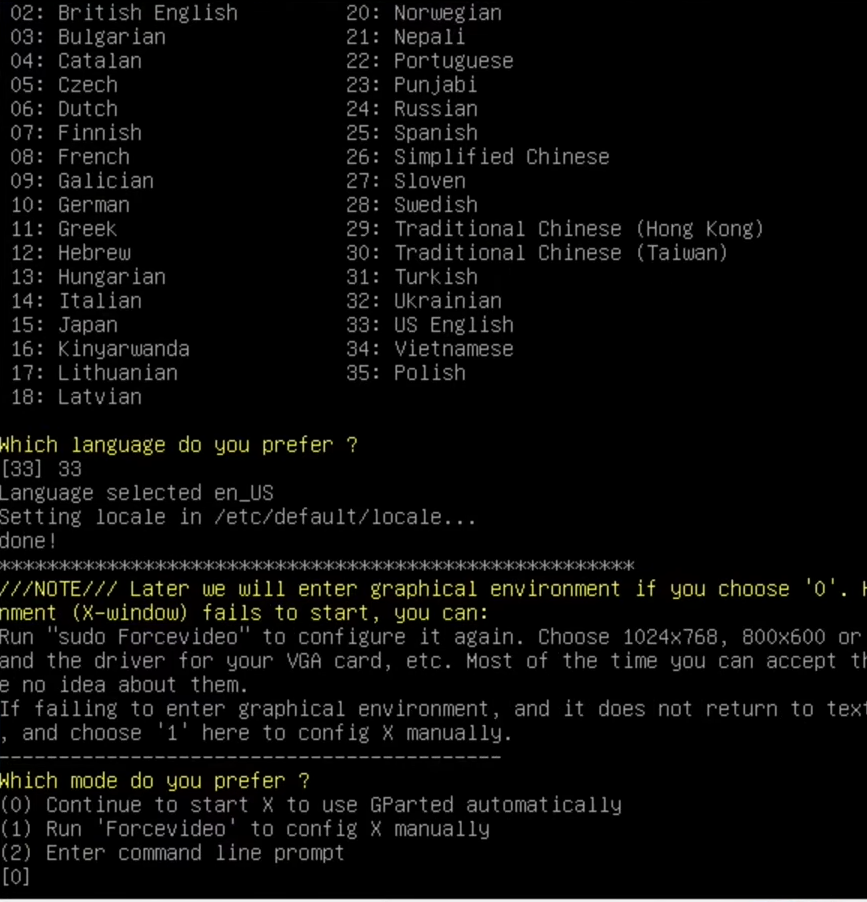 02: British English 20: Norwegian
03: Bulgarian 21: Nepali
04: Catalan 22: Portuguese
05: Czech 23: Punjabi
06: Dutch 24: Russian
07: Finnish 25: Spanish
08: French 26: Simplified Chinese
09: Galician 27: Sloven
10: German 28: Swedish
11: Greek 29: Traditional Chinese (Hong Kong)
12: Hebrew 30: Traditional Chinese (Taiwan)
13: Hungarian 31: Turkish
14: Italian 32: Ukrainian
15: Japan 33: US English
16: Kinyarwanda 34: Vietnamese
17: Lithuanian 35: Polish
18: Latvian
Which language do you prefer ?
[33] 33
Language selected en_US
Setting locale in /etc/default/locale...
done!
*****************************************************
///NOTE/// Later we will enter graphical environment if you choose '0'.
nment (X-window) fails to start, you can:
Run "sudo Forcevideo" to configure it again. Choose 1024x768, 800x600 or
and the driver for your VGA card, etc. Most of the time you can accept th
e no idea about them.
If failing to enter graphical environment, and it does not return to text
, and choose '1' here to config X manually.
------------------------------------------
Which mode do you prefer ?
(0) Continue to start X to use GParted automatically
(1) Run 'Forcevideo' to config X manually
(2) Enter command line prompt
[0]